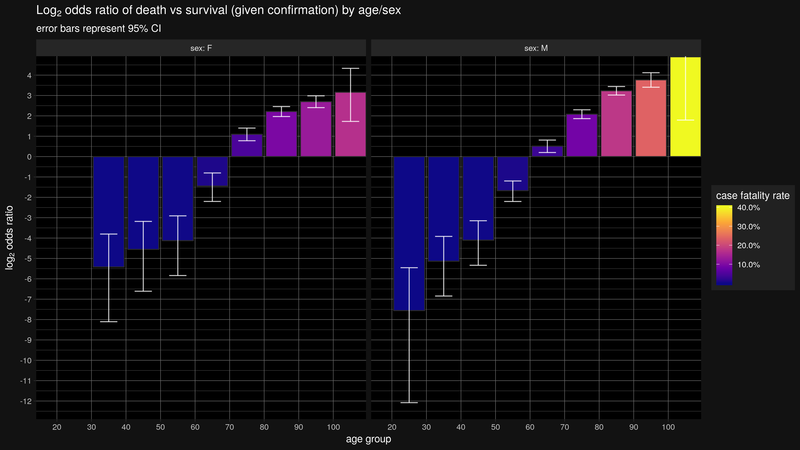 Log₂ odds ratio of death vs survival (given confirmation) by age/sex
error bars represent 95% CI
sex: F
sex: M
log₂ odds ratio
4
3
2
1
0
-1
-2
-3
-4
-5
-6
-7
-8
-9
-10
-11
-12
20 30 40 50 60 70 80 90 100
20 30 40 50 60 70 80 90 100
age group
case fatality rate
40.0%
30.0%
20.0%
10.0%